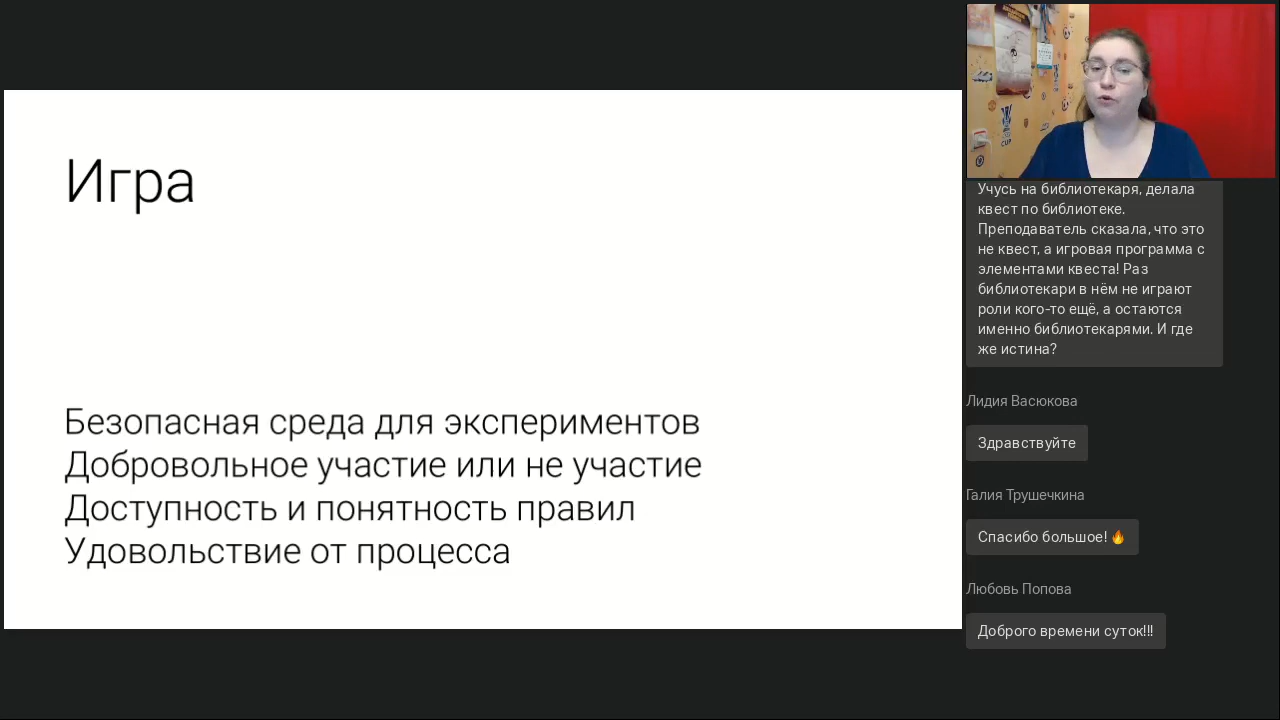 Игра
Безопасная среда для экспериментов
Добровольное участие или не участие
Доступность и понятность правил
Удовольствие от процесса
CUP
Учусь на библиотекаря, делала
квест по библиотеке.
Преподаватель сказала, что это
не квест, а игровая программа с
элементами квеста! Раз
библиотекари в нём не играют
роли кого-то ещё, а остаются
именно библиотекарями. И где
же истина?
Лидия Васюкова
Здравствуйте
Галия Трушечкина
Спасибо большое! 🔥
Любовь Попова
Доброго времени суток!!!